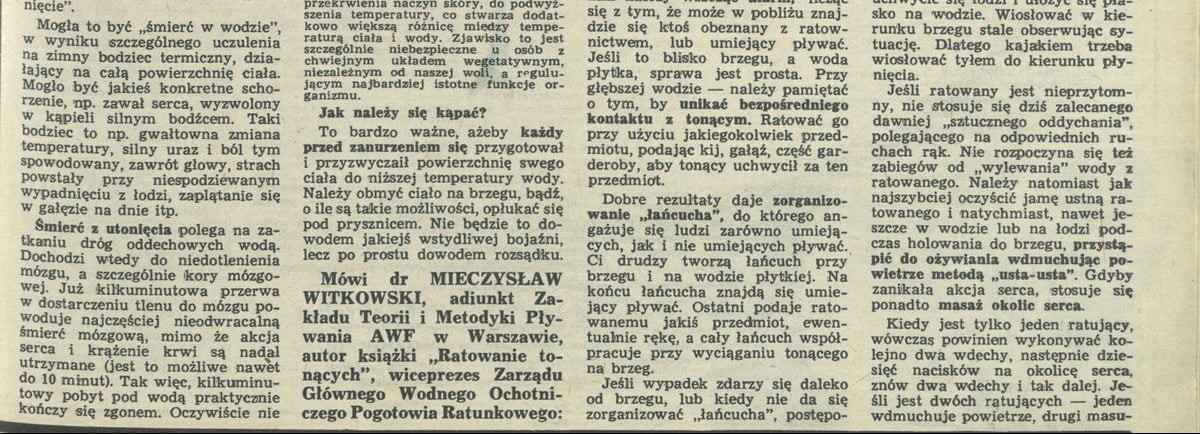 nięcie".
Mogła to być „śmierć w wodzie",
w wyniku szczególnego uczulenia
na zimny bodziec termiczny, dzia-
łający na całą powierzchnię ciała.
Mogło być jakieś konkretne scho-
rzenie, np. zawał serca, wyzwolony
w kąpieli silnym bodźcem. Taki
bodziec to np. gwałtowna zmiana
temperatury, silny uraz i ból tym
spowodowany, zawrót głowy, strach
powstały przy niespodziewanym
wypadnięciu z łodzi, zaplątanie się
w gałęzie na dnie itp.
Śmierć z utonięcia polega na za-
tkaniu dróg oddechowych wodą.
Dochodzi wtedy do niedotlenienia
mózgu, a szczególnie kory mózgo-
wej. Już kilkuminutowa przerwa
w dostarczeniu tlenu do mózgu po-
woduje najczęściej nieodwracalną
śmierć mózgową, mimo że akcja
serca i krążenie krwi są nadal
utrzymane (jest to możliwe nawet
do 10 minut). Tak więc, kilkuminu-
towy pobyt pod wodą praktycznie
kończy się zgonem. Oczywiście nie
przekrwienia naczyń skóry, do podwyż-
szenia temperatury, co stwarza dodat-
kowo większą różnicę między tempe-
raturą ciała i wody. Zjawisko to jest
szczególnie niebezpieczne u osób z
chwiejnym układem wegetatywnym,
niezależnym od naszej woli, a regulu-
jącym najbardziej istotne funkcje or-
ganizmu.
Jak należy się kąpać?
To bardzo ważne, ażeby każdy
przed zanurzeniem się przygotował
i przyzwyczaił powierzchnię swego
ciała do niższej temperatury wody.
Należy obmyć ciało na brzegu, bądź,
o ile są takie możliwości, opłukać się
pod prysznicem. Nie będzie to do-
wodem jakiejś wstydliwej bojaźni,
lecz po prostu dowodem rozsądku.
Mówi dr MIECZYSŁAW
WITKOWSKI, adiunkt Za-
kładu Teorii i Metodyki Pły-
wania AWF w Warszawie,
autor książki „Ratowanie to-
nących", wiceprezes Zarządu
Głównego Wodnego Ochotni-
czego Pogotowia Ratunkowego:
się z tym, że może w pobliżu znaj-
dzie się ktoś obeznany z ratow-
nictwem, lub umiejący pływać.
Jeśli to blisko brzegu, a woda
płytka, sprawa jest prosta. Przy
głębszej wodzie — należy pamiętać
o tym, by unikać bezpośredniego
kontaktu z tonącym. Ratować go
przy użyciu jakiegokolwiek przed-
miotu, podając kij, gałąź, część gar-
deroby, aby tonący uchwycił za ten
przedmiot.
Dobre rezultaty daje zorganizo-
wanie „łańcucha", do którego an-
gażuje się ludzi zarówno umieją-
cych, jak i nie umiejących pływać.
Ci drudzy tworzą łańcuch przy
brzegu i na wodzie płytkiej. Na
końcu łańcucha znajdą się umie-
jący pływać. Ostatni podaje rato-
wanemu jakiś przedmiot, ewen-
tualnie rękę, a cały łańcuch współ-
pracuje przy wyciąganiu tonącego
na brzeg.
Jeśli wypadek zdarzy się daleko
od brzegu, lub kiedy nie da się
zorganizować „łańcucha", postępo-
sko na wodzie. Wiosłować w kie-
runku brzegu stale obserwując sy-
tuację. Dlatego kajakiem trzeba
wiosłować tyłem do kierunku pły-
nięcia.
Jeśli ratowany jest nieprzytom-
ny, nie stosuje się dziś zalecanego
dawniej „sztucznego oddychania",
polegającego na odpowiednich ru-
chach rąk. Nie rozpoczyna się też
zabiegów od „wylewania" wody z
ratowanego. Należy natomiast jak
najszybciej oczyścić jamę ustną ra-
towanego i natychmiast, nawet je-
szcze w wodzie lub na łodzi pod-
czas holowania do brzegu, przystą-
pić do ożywiania wdmuchując po-
wietrze metodą „usta-usta". Gdyby
zanikała akcja serca, stosuje się
ponadto masaż okolic serca.
Kiedy jest tylko jeden ratujący,
wówczas powinien wykonywać ko-
lejno dwa wdechy, następnie dzie-
sięć nacisków na okolicę serca,
znów dwa wdechy i tak dalej. Je-
śli jest dwóch ratujących — jeden
wdmuchuje powietrze, drugi masu-